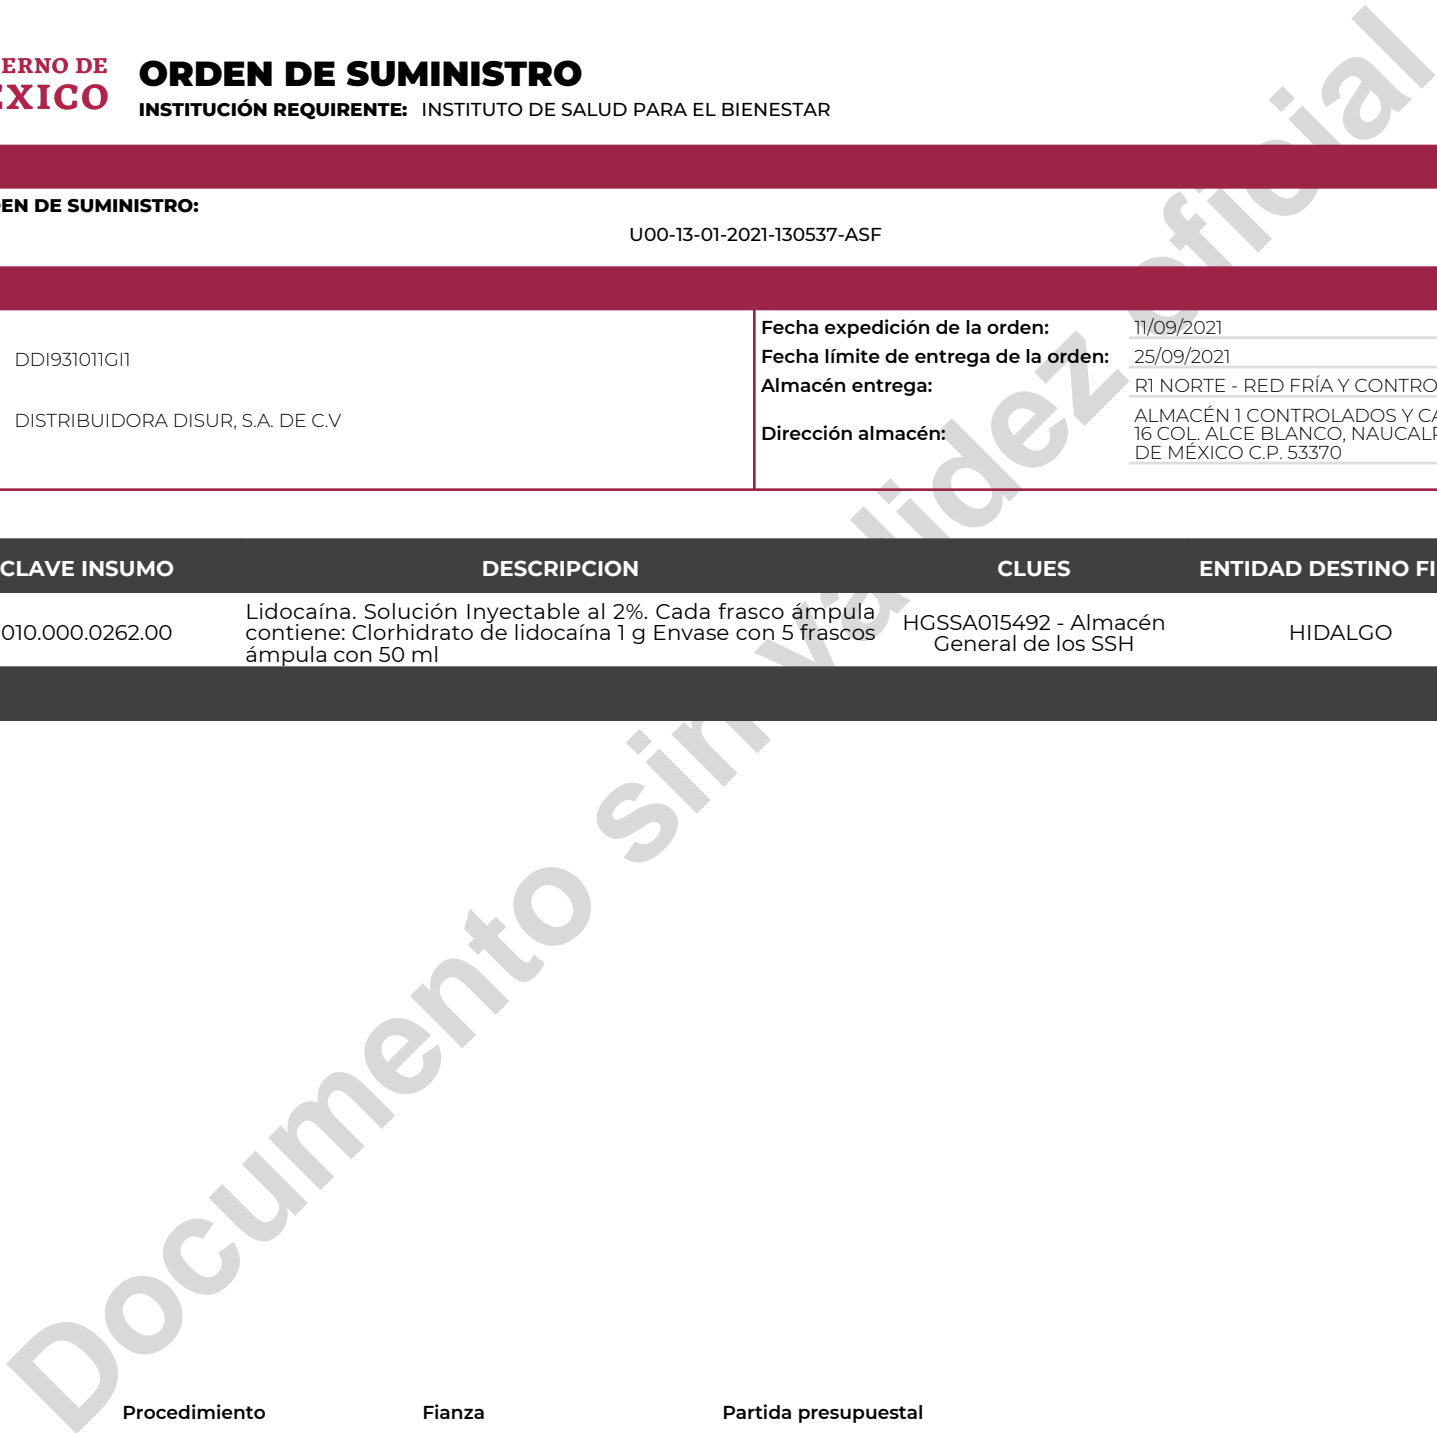 ERNO DE
ÉXICO
ORDEN DE SUMINISTRO
INSTITUCIÓN REQUIRENTE: INSTITUTO DE SALUD PARA EL BIENESTAR
EN DE SUMINISTRO:
U00-13-01-2021-130537-ASF
DDI931011GI1
DISTRIBUIDORA DISUR, S.A. DE C.V
Fecha expedición de la orden: 11/09/2021
Fecha límite de entrega de la orden: 25/09/2021
Almacén entrega: R1 NORTE - RED FRÍA Y CONTRO
Dirección almacén: ALMACÉN 1 CONTROLADOS Y CA
16 COL. ALCE BLANCO, NAUCALP
DE MÉXICO C.P. 53370
CLAVE INSUMO DESCRIPCION CLUES ENTIDAD DESTINO FI
010.000.0262.00
Lidocaína. Solución Inyectable al 2%. Cada frasco ámpula
contiene: Clorhidrato de lidocaína 1 g Envase con 5 frascos
ámpula con 50 ml
HGSSA015492 - Almacén
General de los SSH
HIDALGO
Documento sin validez oficial
Procedimiento Fianza Partida presupuestal